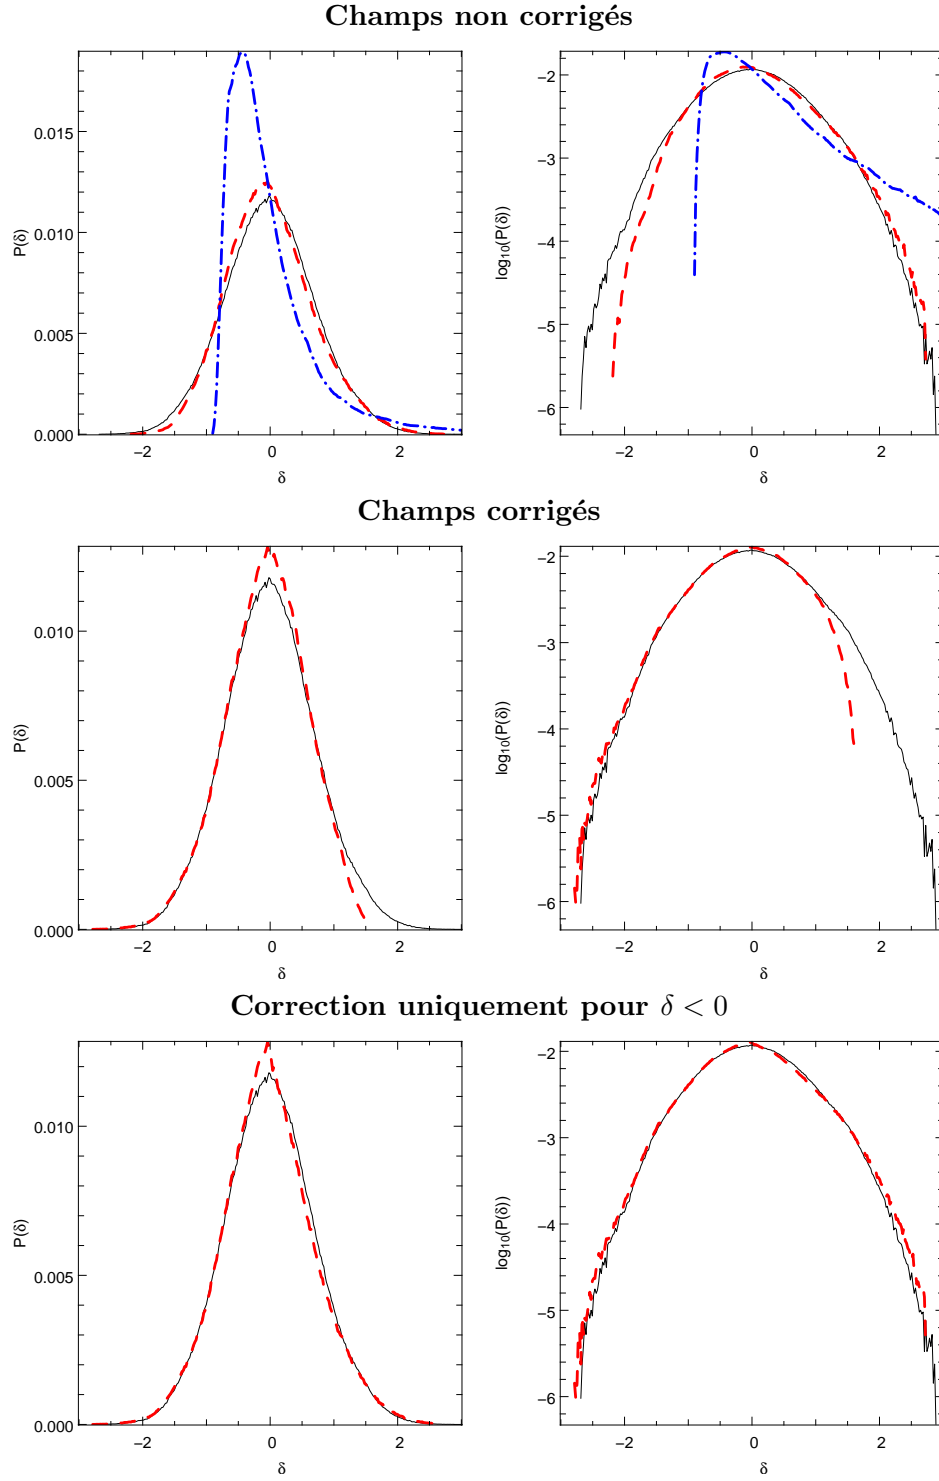 Champs non corrigés
P(δ)
0.015
0.010
0.005
0.000
−2
0
2
δ
log₁₀(P(δ))
−2
−3
−4
−5
−6
−2
0
2
δ
Champs corrigés
P(δ)
0.010
0.005
0.000
−2
0
2
δ
log₁₀(P(δ))
−2
−3
−4
−5
−6
−2
0
2
δ
Correction uniquement pour δ < 0
P(δ)
0.010
0.005
0.000
−2
0
2
δ
log₁₀(P(δ))
−2
−3
−4
−5
−6
−2
0
2
δ